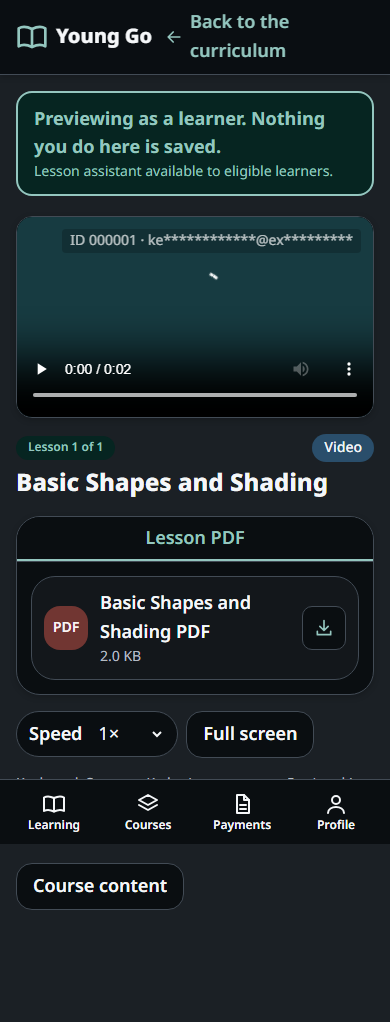 Young Go
Back to the
curriculum
Previewing as a learner. Nothing
you do here is saved.
Lesson assistant available to eligible learners.
ID 000001 · ke************@ex*********
0:00 / 0:02
Lesson 1 of 1
Video
Basic Shapes and Shading
Lesson PDF
PDF
Basic Shapes and
Shading PDF
2.0 KB
Speed 1×
Full screen
Learning
Courses
Payments
Profile
Course content